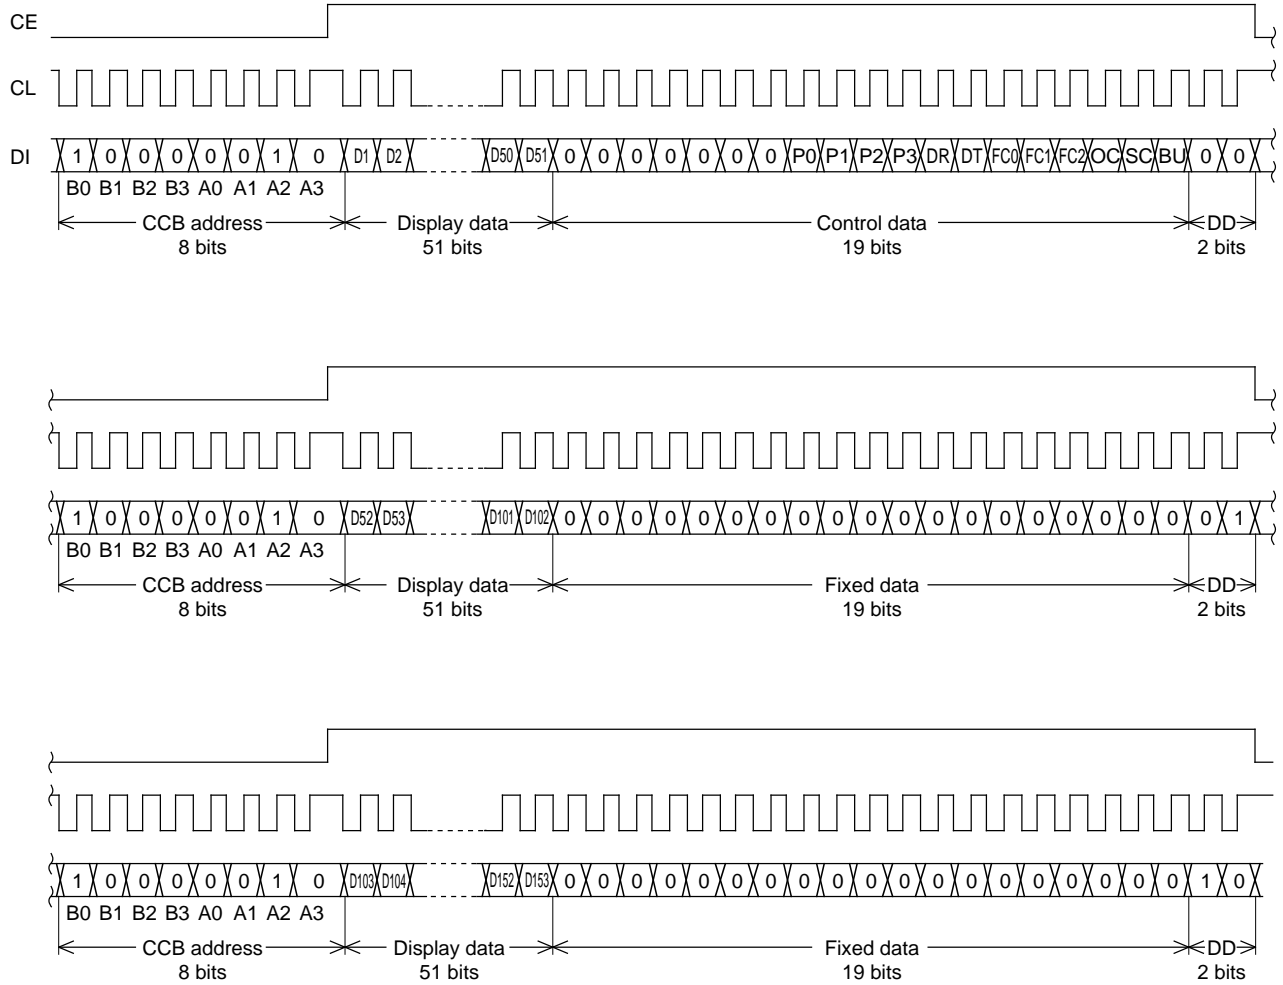 CE
CL
DI 1 0 0 0 0 0 1 0 D1 D2 D50 D51 0 0 0 0 0 0 0 P0 P1 P2 P3 DR DT FC0 FC1 FC2 OC SC BU 0 0
B0 B1 B2 B3 A0 A1 A2 A3
CCB address Display data Control data DD
8 bits 51 bits 19 bits 2 bits
1 0 0 0 0 0 1 0 D52 D53 D101 D102 0 0 0 0 0 0 0 0 0 0 0 0 0 0 0 0 0 0 0 0 1
B0 B1 B2 B3 A0 A1 A2 A3
CCB address Display data Fixed data DD
8 bits 51 bits 19 bits 2 bits
1 0 0 0 0 0 1 0 D103 D104 D152 D153 0 0 0 0 0 0 0 0 0 0 0 0 0 0 0 0 0 0 0 1 0
B0 B1 B2 B3 A0 A1 A2 A3
CCB address Display data Fixed data DD
8 bits 51 bits 19 bits 2 bits